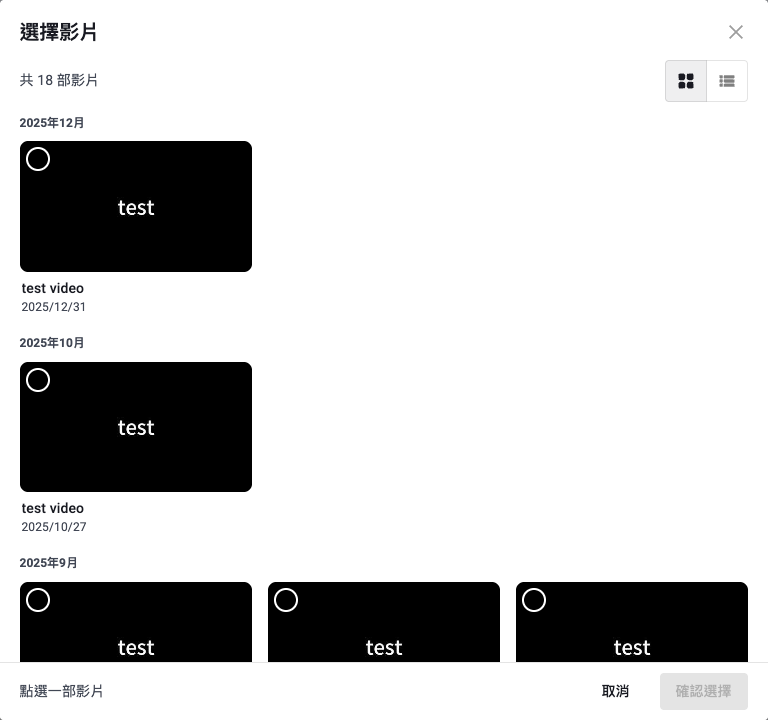 選擇影片
共 18 部影片
2025年12月
test
test video
2025/12/31
2025年10月
test
test video
2025/10/27
2025年9月
test test test
點選一部影片 取消 確認選擇